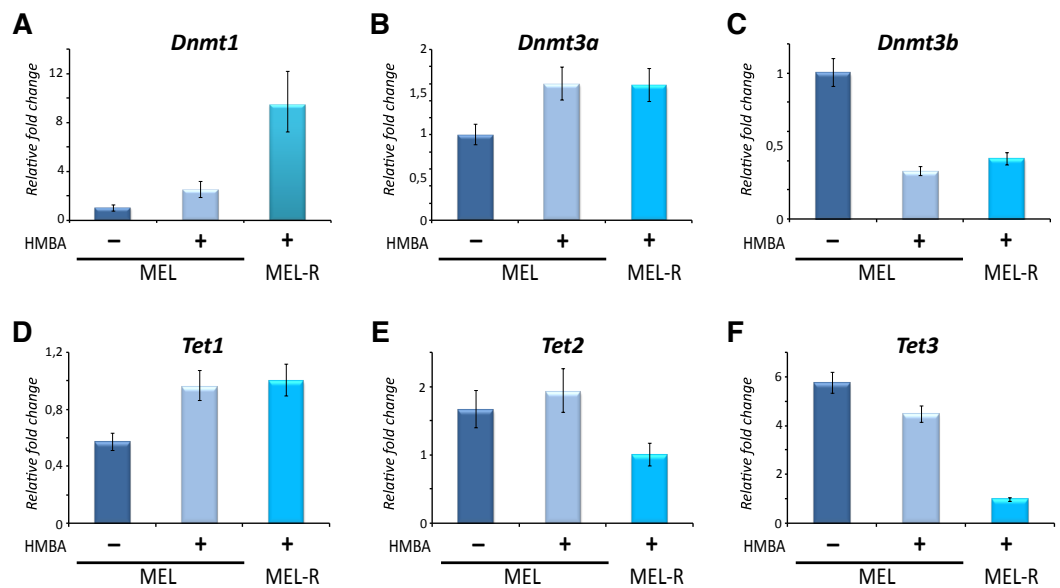 A
Dnmt1
Relative fold change
12
8
4
0
HMBA – + +
MEL MEL-R
B
Dnmt3a
Relative fold change
2
1,5
1
0,5
0
HMBA – + +
MEL MEL-R
C
Dnmt3b
Relative fold change
1
0,5
0
HMBA – + +
MEL MEL-R
D
Tet1
Relative fold change
1,2
0,8
0,4
0
HMBA – + +
MEL MEL-R
E
Tet2
Relative fold change
2
1
0
HMBA – + +
MEL MEL-R
F
Tet3
Relative fold change
6
4
2
0
HMBA – + +
MEL MEL-R